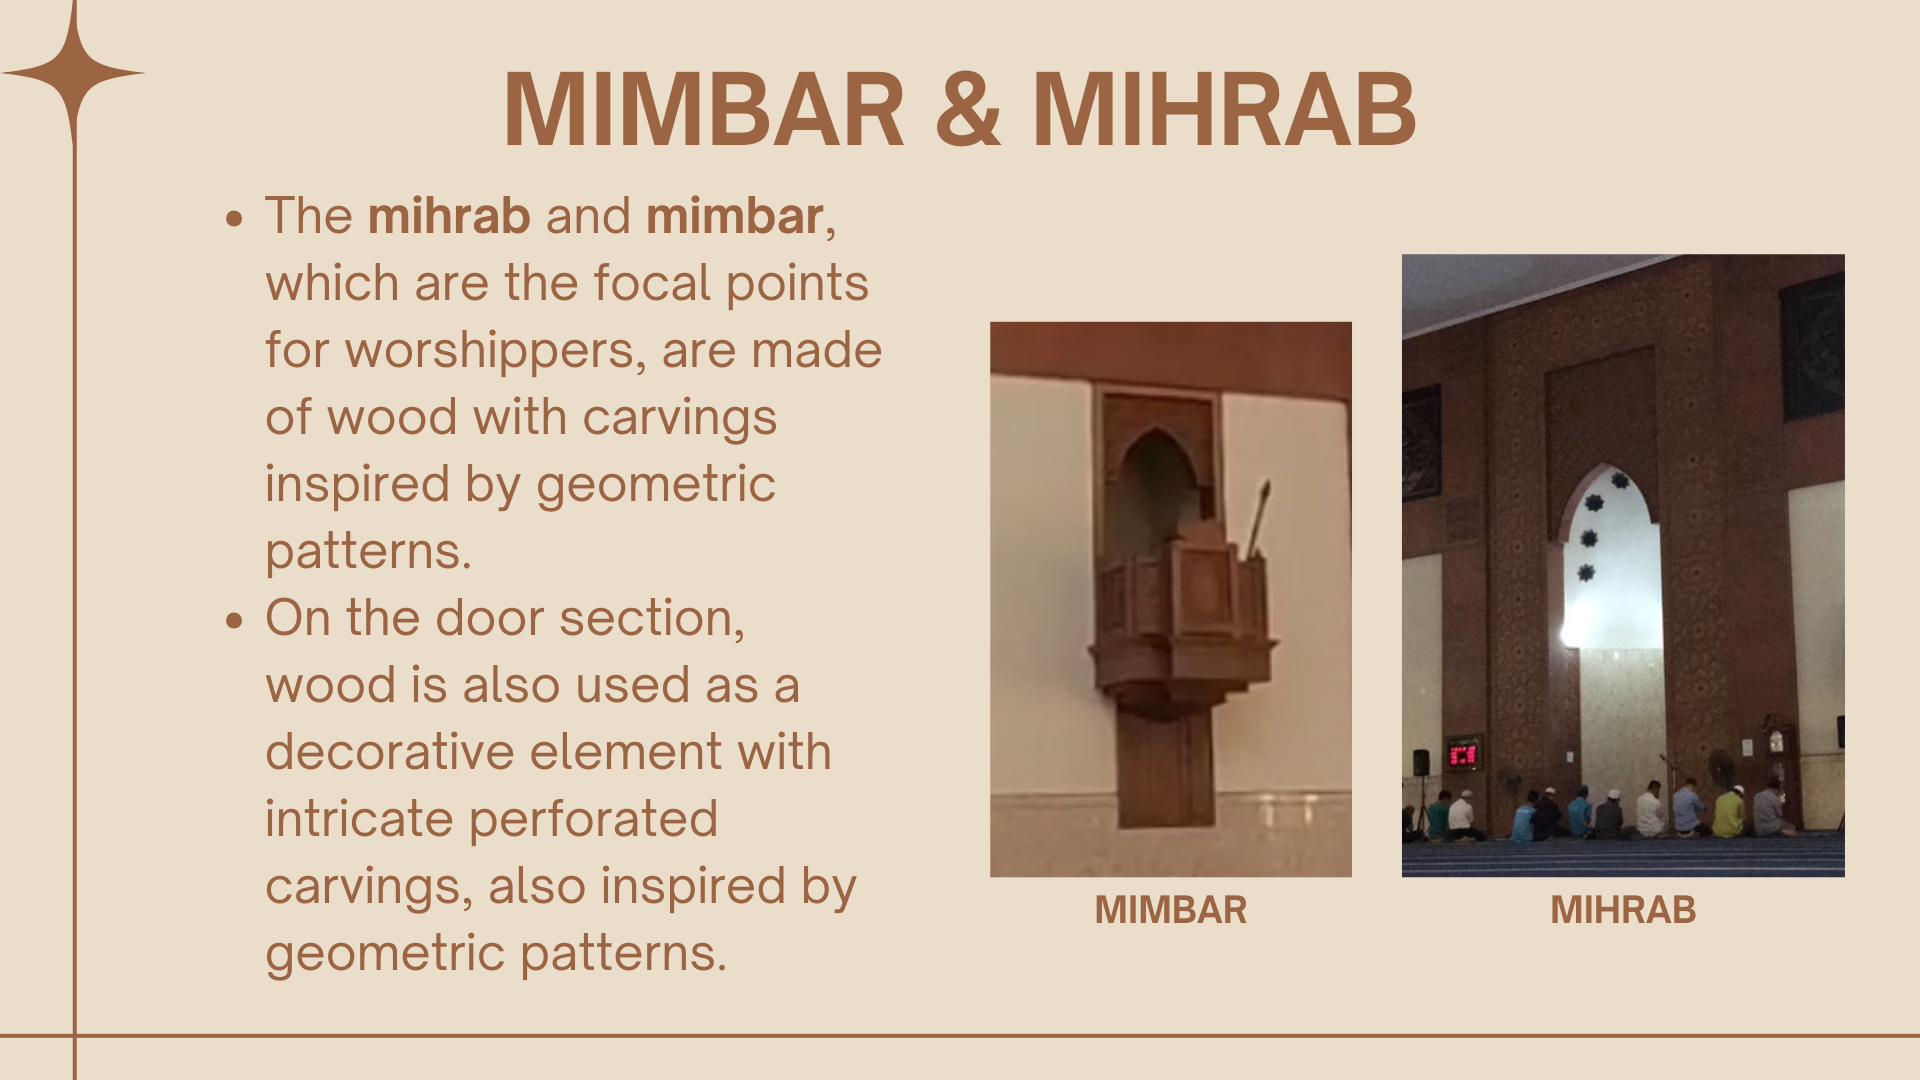 MIMBAR & MIHRAB
The mihrab and mimbar,
which are the focal points
for worshippers, are made
of wood with carvings
inspired by geometric
patterns.
On the door section,
wood is also used as a
decorative element with
intricate perforated
carvings, also inspired by
geometric patterns.
MIMBAR
MIHRAB